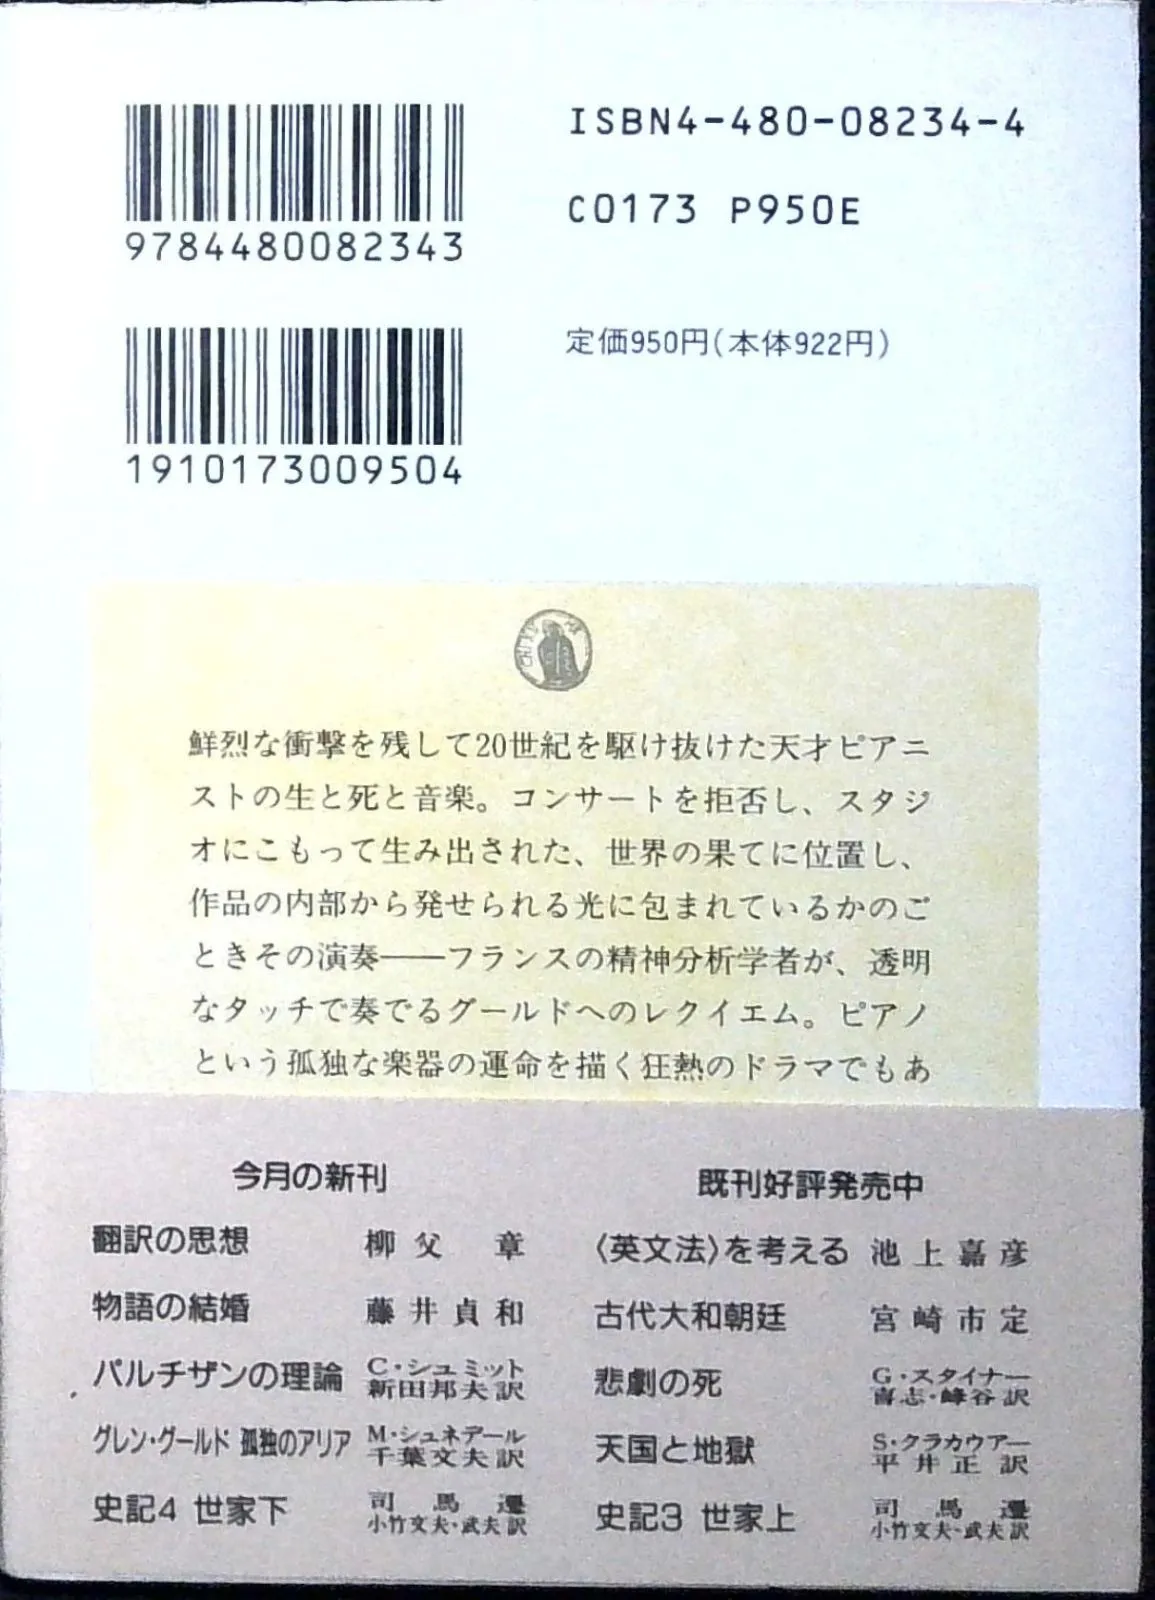 ISBN4-480-08234-4
C0173 P950E
9784480082343
定価950円(本体922円)
1910173009504
鮮烈な衝撃を残して20世紀を駆け抜けた天才ピアニ
ストの生と死と音楽。コンサートを拒否し、スタジ
オにこもって生み出された、世界の果てに位置し、
作品の内部から発せられる光に包まれているかのご
ときその演奏──フランスの精神分析学者が、透明
なタッチで奏でるグールドへのレクイエム。ピアノ
という孤独な楽器の運命を描く狂熱のドラマでもあ
今月の新刊
翻訳の思想 柳父 章
物語の結婚 藤井貞和
パルチザンの理論 C・シュミット
新田邦夫訳
グレン・グールド 孤独のアリア M・シュネデール
千葉文夫訳
史記4 世家下 司馬遷
小竹文夫・武夫訳
既刊好評発売中
〈英文法〉を考える 池上嘉彦
古代大和朝廷 宮崎市定
悲劇の死 G・スタイナー
喜志・峰谷訳
天国と地獄 S・クラカウアー
平井正訳
史記3 世家上 司馬遷
小竹文夫・武夫訳